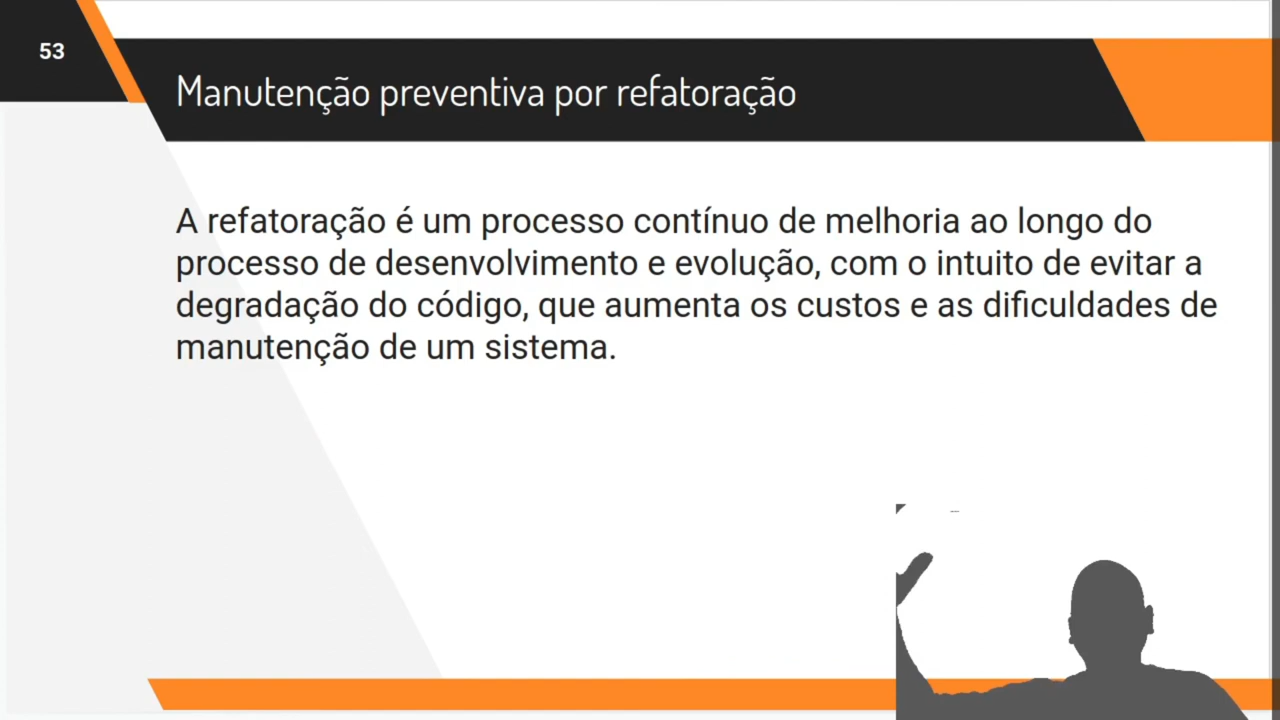 53
Manutenção preventiva por refatoração
A refatoração é um processo contínuo de melhoria ao longo do
processo de desenvolvimento e evolução, com o intuito de evitar a
degradação do código, que aumenta os custos e as dificuldades de
manutenção de um sistema.